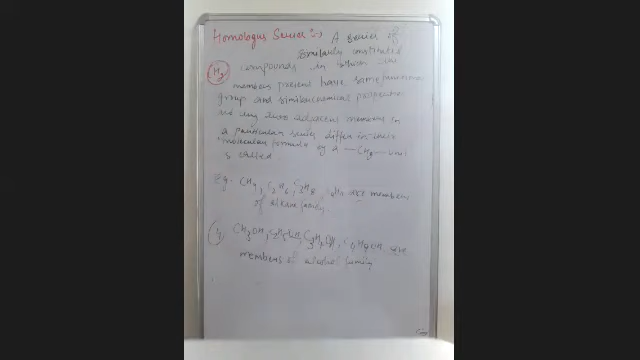 Homologus Series :-) A series of
Similarly constituted
compounds in which the
members present have same functional
group and similar chemical properties
and any two adjacent members in
a particular series differ in their
molecular formula by a —CH2— unit
is called
Eg. CH4, C2H6, C3H8, are members
of alkane family.
CH3OH, C2H5OH, C3H7OH, C4H9OH are
members of alcohol family